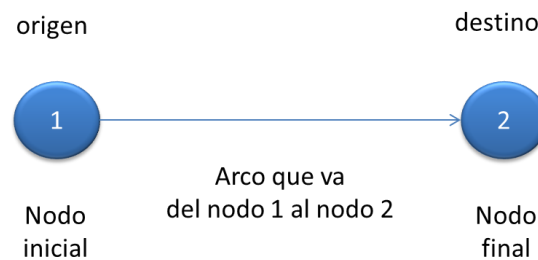 origen
destino
1
2
Arco que va
del nodo 1 al nodo 2
Nodo
inicial
Nodo
final